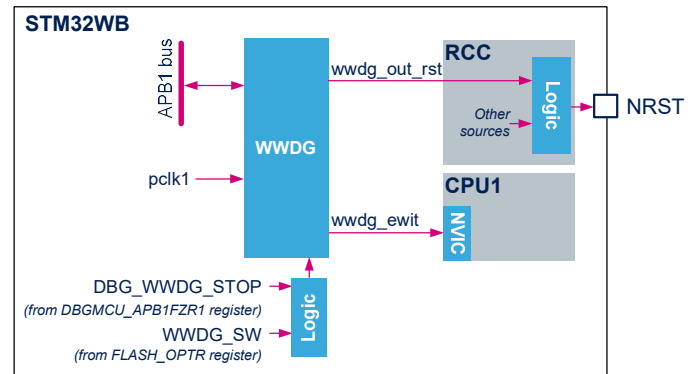 STM32WB
APB1 bus
wwdg_out_rst
RCC
Logic
Other
sources
NRST
WWDG
pclk1
CPU1
wwdg_ewit
NVIC
DBG_WWDG_STOP
(from DBGMCU_APB1FZR1 register)
Logic
WWDG_SW
(from FLASH_OPTR register)